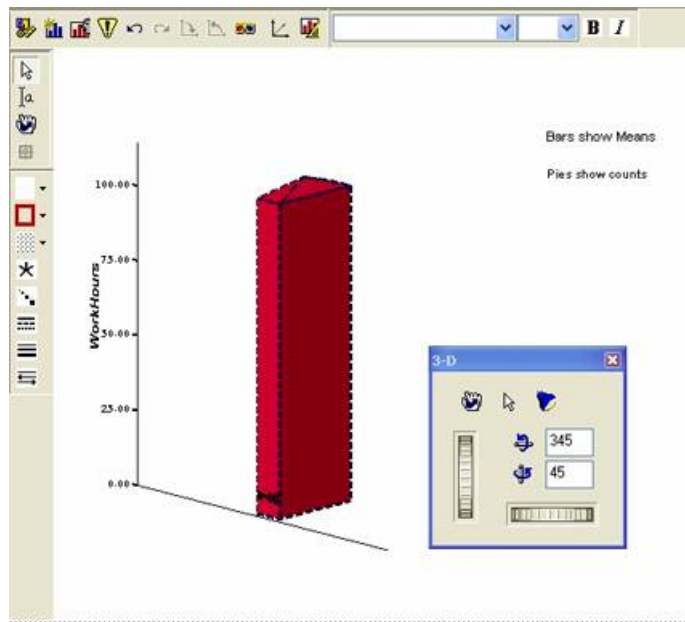 B I
a
Bars show Means
Pies show counts
100.00
75.00
WorkHours
50.00
25.00
0.00
3-D
345
45